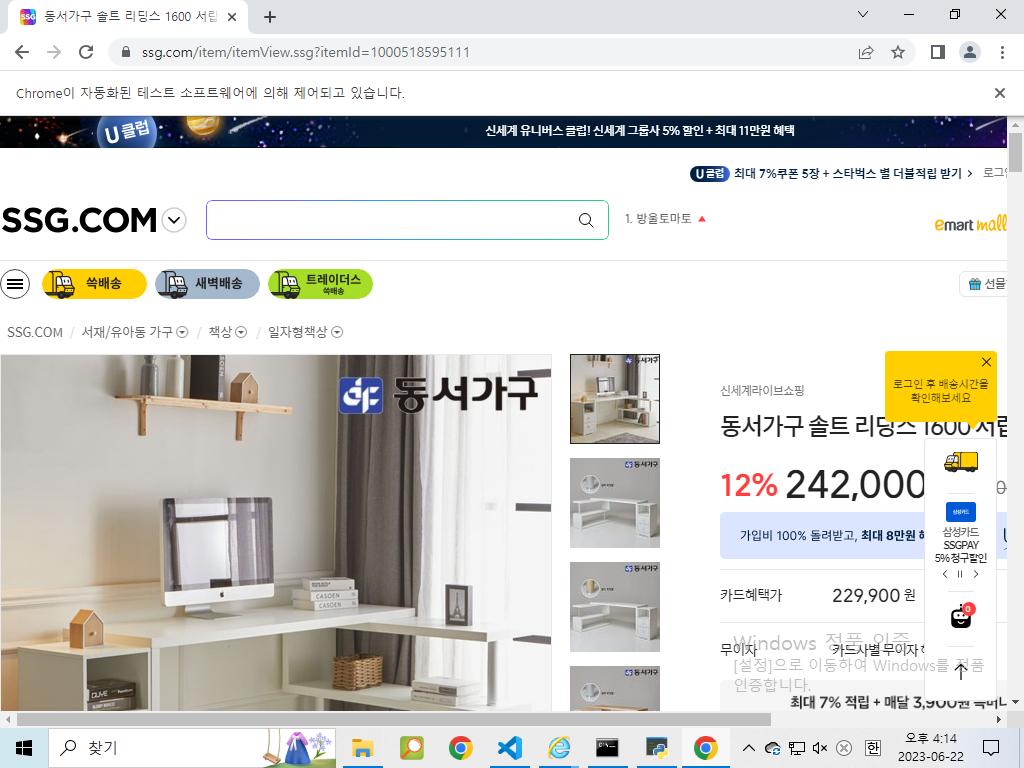 동서가구 솔트 리딩스 1600 서랍
ssg.com/item/itemView.ssg?itemId=1000518595111
Chrome이 자동화된 테스트 소프트웨어에 의해 제어되고 있습니다.
U클럽
신세계 유니버스 클럽! 신세계 그룹사 5% 할인 + 최대 11만원 혜택
U클럽 최대 7%쿠폰 5장 + 스타벅스 별 더블적립 받기 > 로그인
SSG.COM
1. 방울토마토
emart mall
쓱배송
새벽배송
트레이더스
쓱배송
선물
SSG.COM / 서재/유아동 가구 / 책상 / 일자형책상
동서가구
로그인 후 배송시간을
확인해보세요
신세계라이브쇼핑
동서가구 솔트 리딩스 1600 서랍
12% 242,000
가입비 100% 돌려받고, 최대 8만원
삼성카드
삼성카드
SSGPAY
5% 청구할인
카드혜택가 229,900 원
0
무이자 카드사별 무이자
Windows 정품 인증
[설정]으로 이동하여 Windows를 정품
인증합니다.
최대 7% 적립 + 매달 3,900원
CASCEN
찾기
오후 4:14
한
2023-06-22